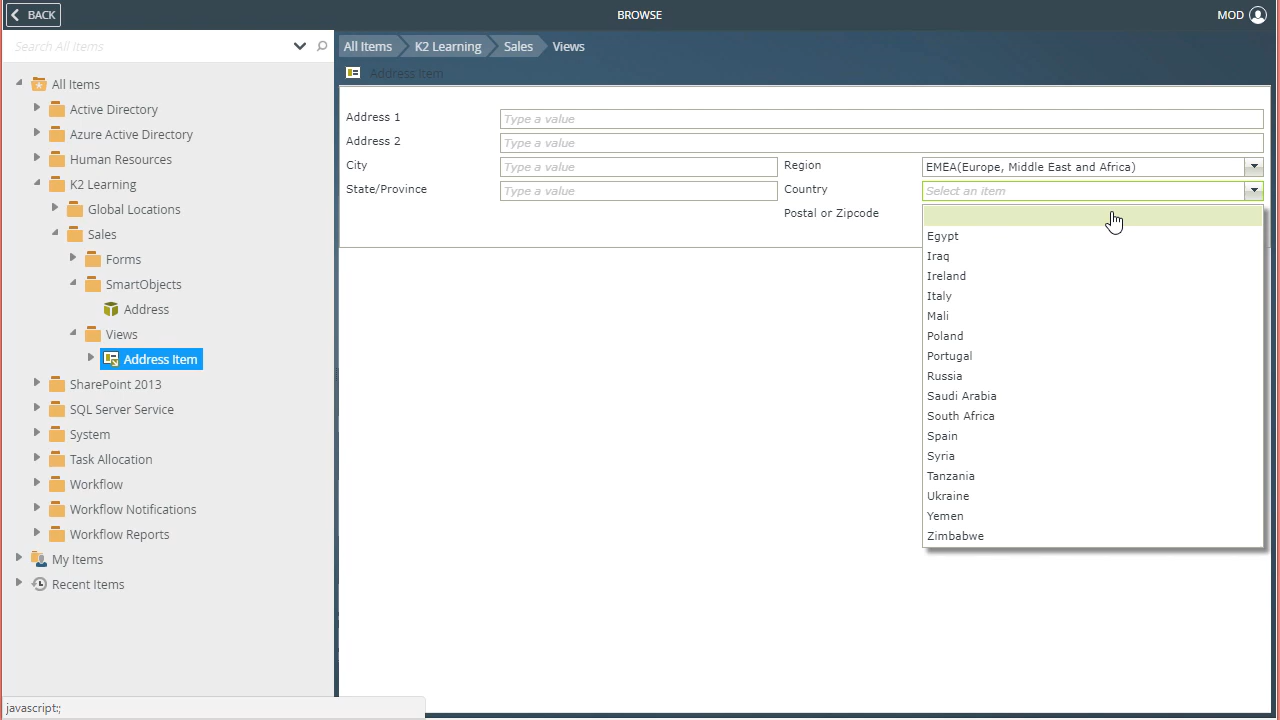 BACK
BROWSE
MOD
Search All Items
All Items
Active Directory
Azure Active Directory
Human Resources
K2 Learning
Global Locations
Sales
Forms
SmartObjects
Address
Views
Address Item
SharePoint 2013
SQL Server Service
System
Task Allocation
Workflow
Workflow Notifications
Workflow Reports
My Items
Recent Items
javascript:;
All Items K2 Learning Sales Views
Address Item
Address 1 Type a value
Address 2 Type a value
City Type a value Region EMEA(Europe, Middle East and Africa)
State/Province Type a value Country Select an item
Postal or Zipcode
Egypt
Iraq
Ireland
Italy
Mali
Poland
Portugal
Russia
Saudi Arabia
South Africa
Spain
Syria
Tanzania
Ukraine
Yemen
Zimbabwe